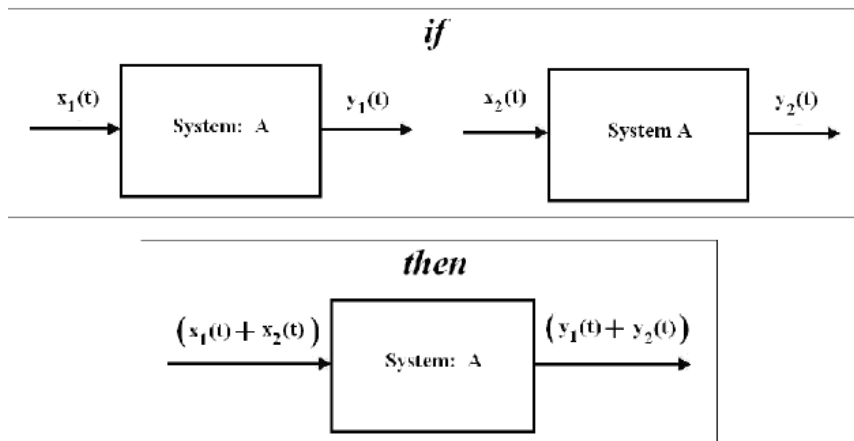 if
x₁(t)
System: A
y₁(t)
x₂(t)
System A
y₂(t)
then
(x₁(t) + x₂(t))
System: A
(y₁(t) + y₂(t))